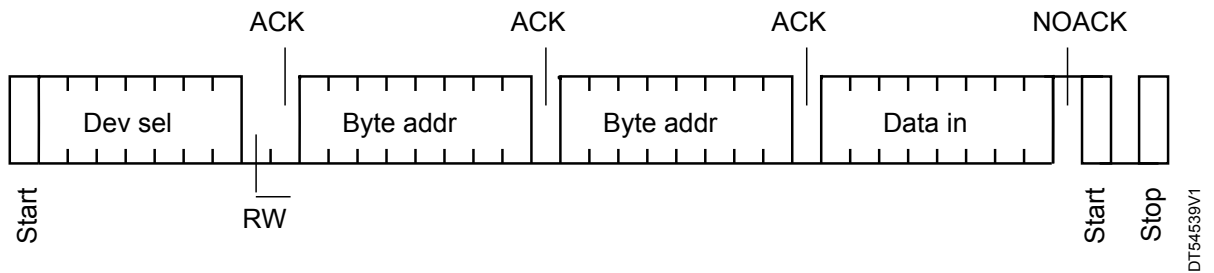 ACK ACK ACK NOACK
Dev sel Byte addr Byte addr Data in
RW
Start Start Stop
DT54539V1